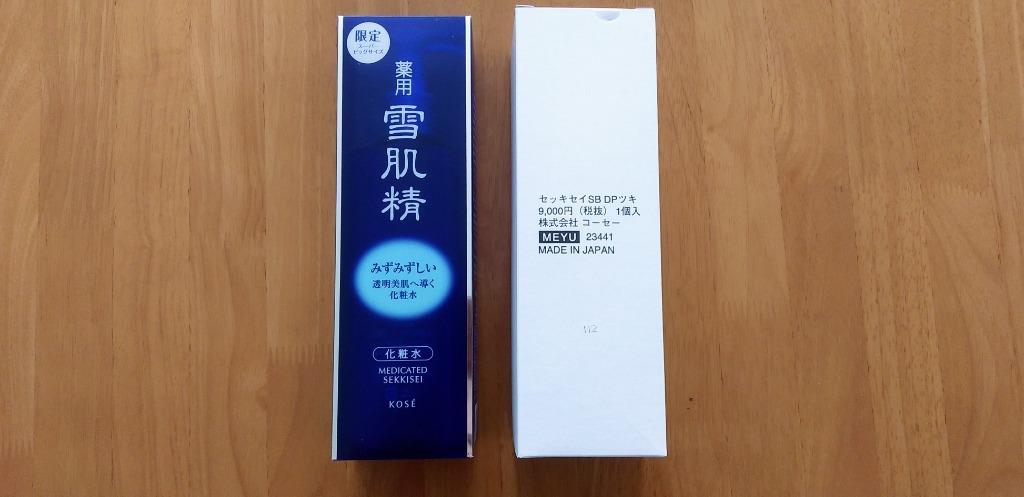 限定
スーパー
ビッグサイズ
薬用
雪肌精
みずみずしい
透明美肌へ導く
化粧水
化粧水
MEDICATED
SEKKISEI
KOSÉ
セッキセイSB DPツキ
9,000円（税抜） 1個入
株式会社 コーセー
MEYU 23441
MADE IN JAPAN